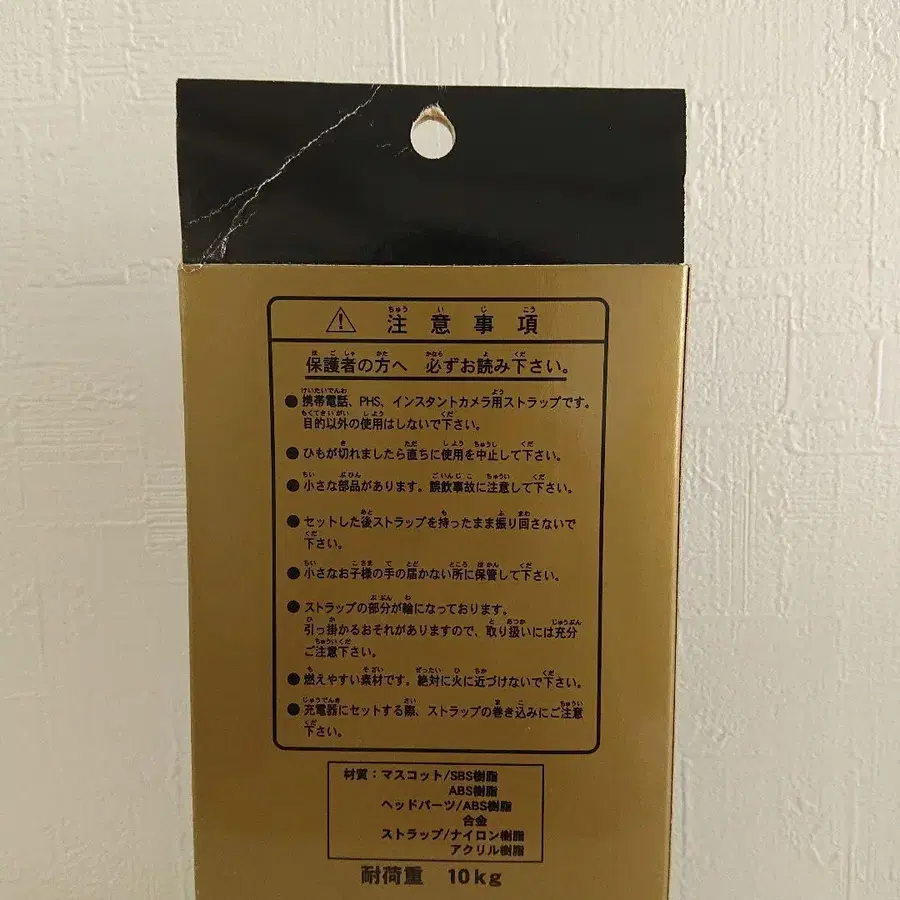 ⚠ 注意事項
保護者の方へ 必ずお読み下さい。
●携帯電話、PHS、インスタントカメラ用ストラップです。
目的以外の使用はしないで下さい。
●ひもが切れましたら直ちに使用を中止して下さい。
●小さな部品があります。誤飲事故に注意して下さい。
●セットした後ストラップを持ったまま振り回さないで
下さい。
●小さなお子様の手の届かない所に保管して下さい。
●ストラップの部分が輪になっております。
引っ掛かるおそれがありますので、取り扱いには充分
ご注意下さい。
●燃えやすい素材です。絶対に火に近づけないで下さい。
●充電器にセットする際、ストラップの巻き込みにご注意
下さい。
材質：マスコット/SBS樹脂
ABS樹脂
ヘッドパーツ/ABS樹脂
合金
ストラップ/ナイロン樹脂
アクリル樹脂
耐荷重 10kg